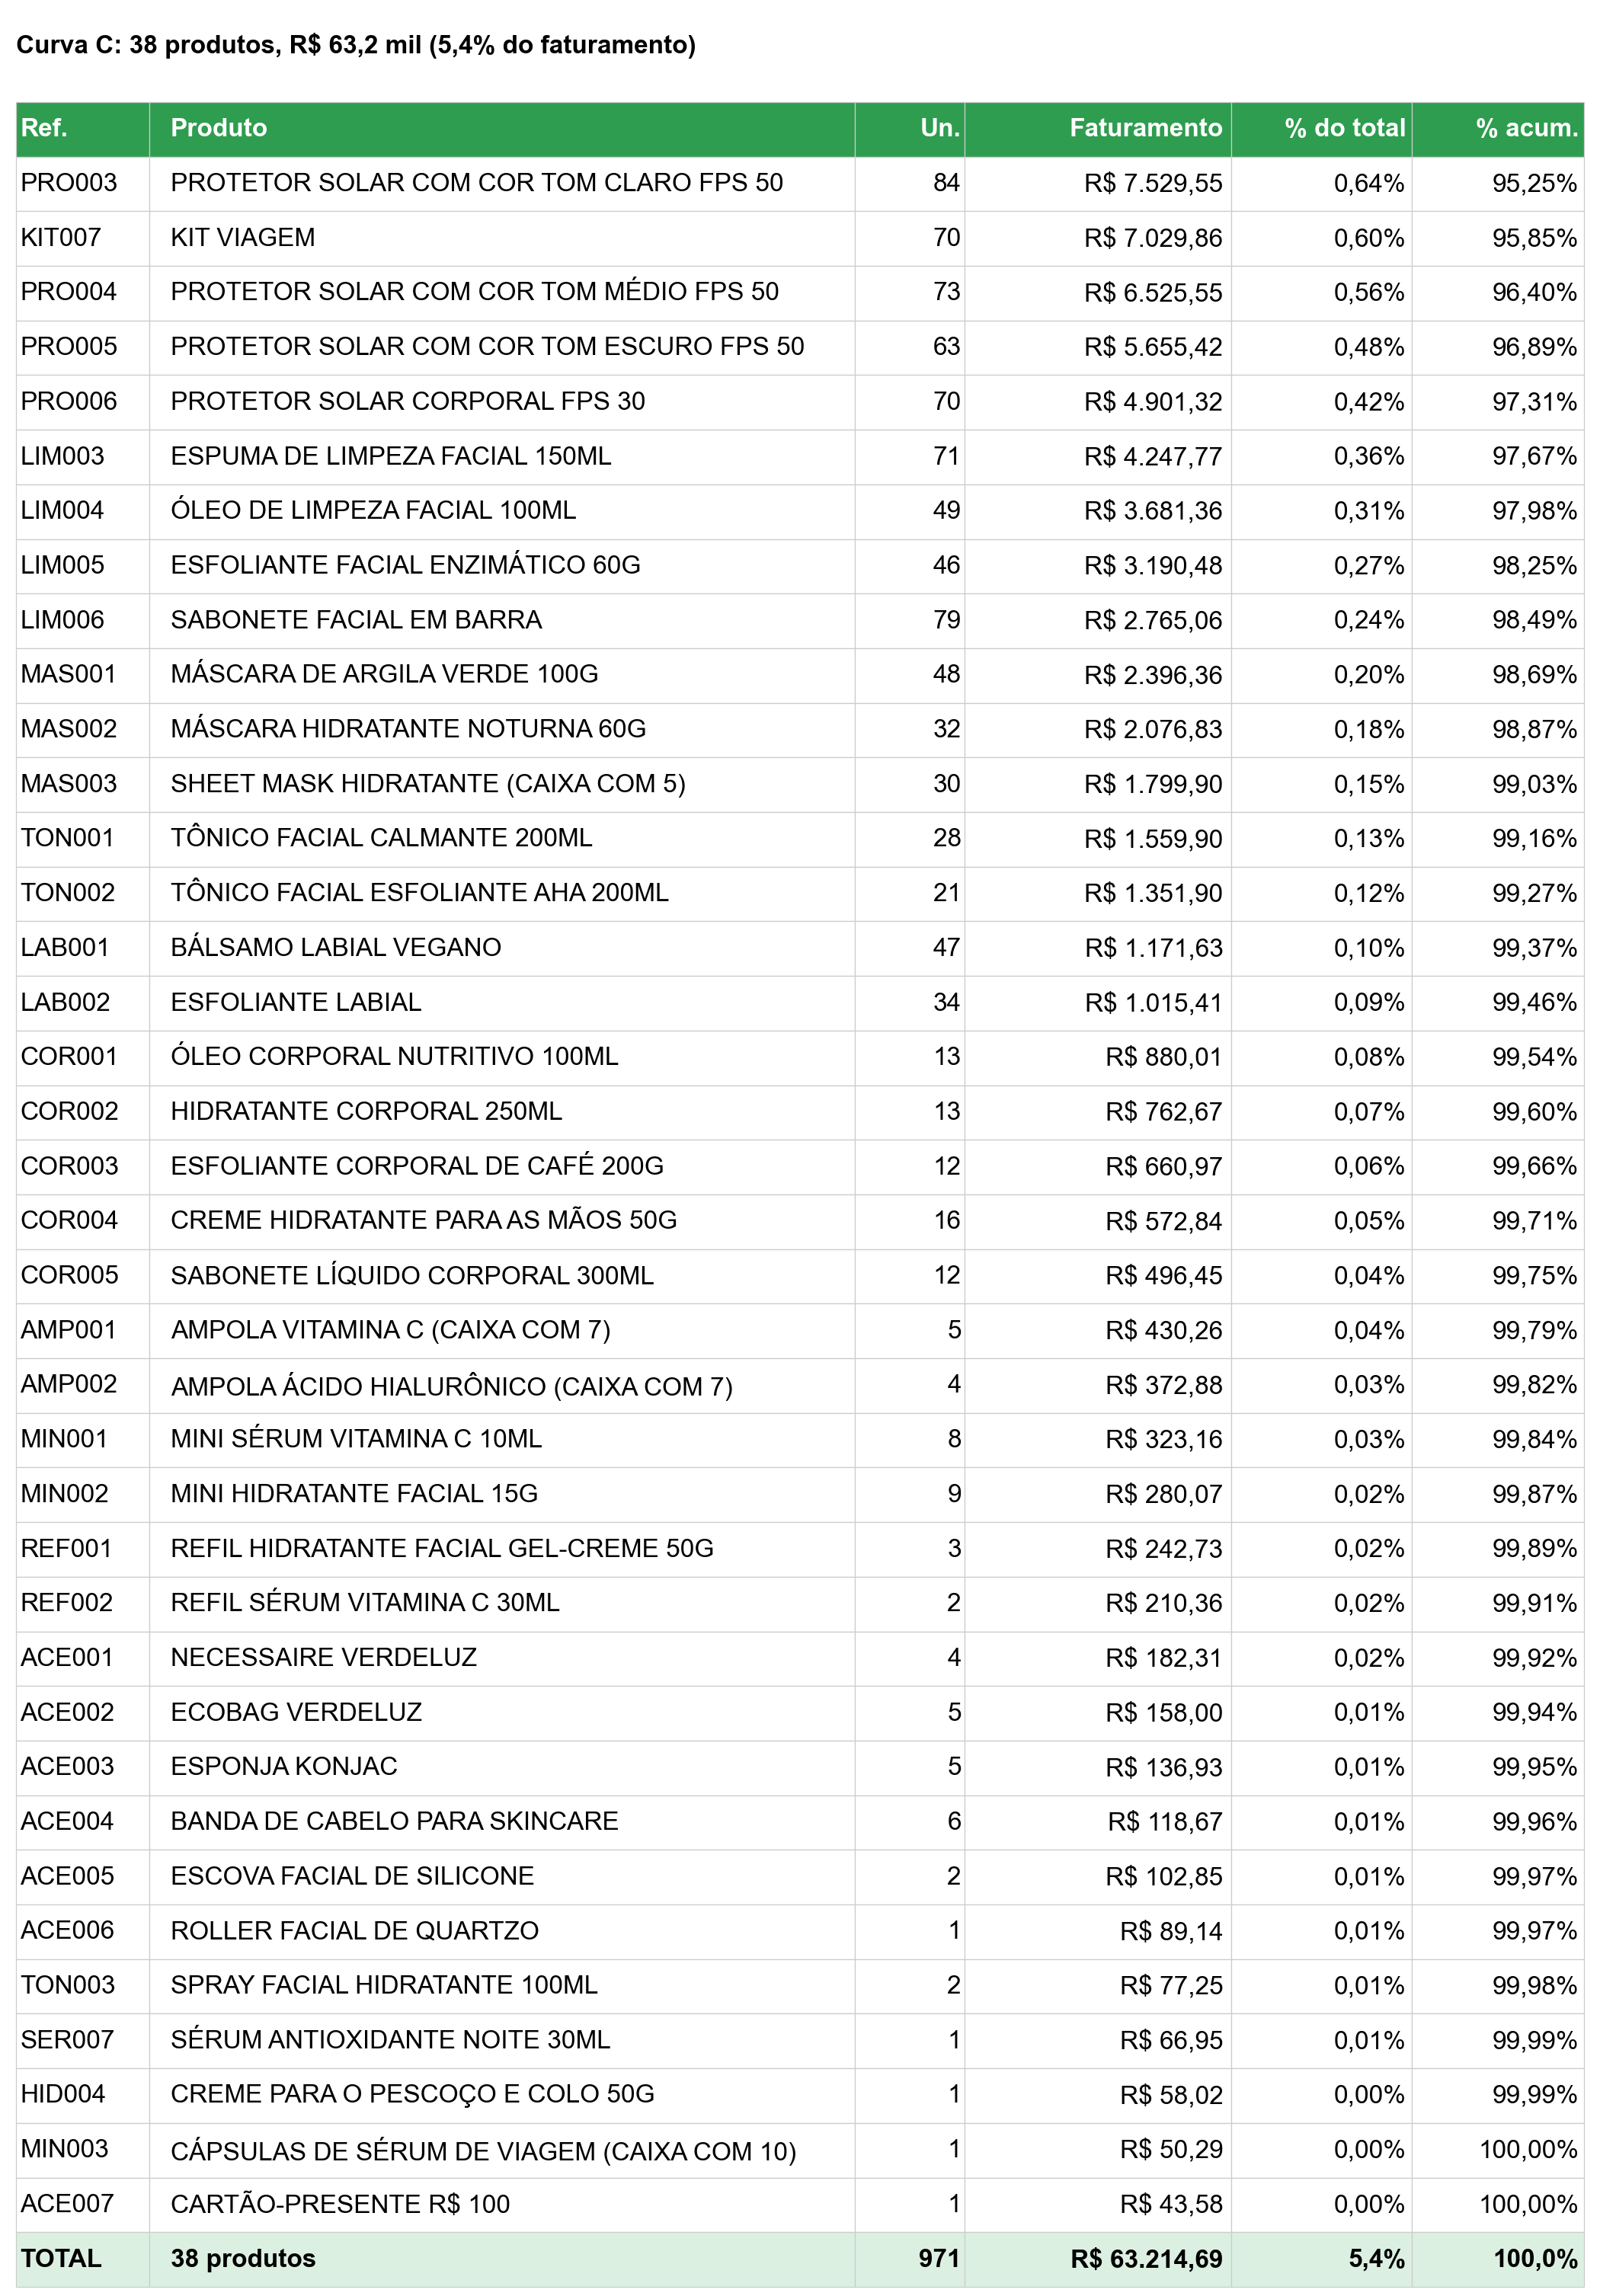 Curva C: 38 produtos, R$ 63,2 mil (5,4% do faturamento)
Ref. Produto Un. Faturamento % do total % acum.
PRO003 PROTETOR SOLAR COM COR TOM CLARO FPS 50 84 R$ 7.529,55 0,64% 95,25%
KIT007 KIT VIAGEM 70 R$ 7.029,86 0,60% 95,85%
PRO004 PROTETOR SOLAR COM COR TOM MÉDIO FPS 50 73 R$ 6.525,55 0,56% 96,40%
PRO005 PROTETOR SOLAR COM COR TOM ESCURO FPS 50 63 R$ 5.655,42 0,48% 96,89%
PRO006 PROTETOR SOLAR CORPORAL FPS 30 70 R$ 4.901,32 0,42% 97,31%
LIM003 ESPUMA DE LIMPEZA FACIAL 150ML 71 R$ 4.247,77 0,36% 97,67%
LIM004 ÓLEO DE LIMPEZA FACIAL 100ML 49 R$ 3.681,36 0,31% 97,98%
LIM005 ESFOLIANTE FACIAL ENZIMÁTICO 60G 46 R$ 3.190,48 0,27% 98,25%
LIM006 SABONETE FACIAL EM BARRA 79 R$ 2.765,06 0,24% 98,49%
MAS001 MÁSCARA DE ARGILA VERDE 100G 48 R$ 2.396,36 0,20% 98,69%
MAS002 MÁSCARA HIDRATANTE NOTURNA 60G 32 R$ 2.076,83 0,18% 98,87%
MAS003 SHEET MASK HIDRATANTE (CAIXA COM 5) 30 R$ 1.799,90 0,15% 99,03%
TON001 TÔNICO FACIAL CALMANTE 200ML 28 R$ 1.559,90 0,13% 99,16%
TON002 TÔNICO FACIAL ESFOLIANTE AHA 200ML 21 R$ 1.351,90 0,12% 99,27%
LAB001 BÁLSAMO LABIAL VEGANO 47 R$ 1.171,63 0,10% 99,37%
LAB002 ESFOLIANTE LABIAL 34 R$ 1.015,41 0,09% 99,46%
COR001 ÓLEO CORPORAL NUTRITIVO 100ML 13 R$ 880,01 0,08% 99,54%
COR002 HIDRATANTE CORPORAL 250ML 13 R$ 762,67 0,07% 99,60%
COR003 ESFOLIANTE CORPORAL DE CAFÉ 200G 12 R$ 660,97 0,06% 99,66%
COR004 CREME HIDRATANTE PARA AS MÃOS 50G 16 R$ 572,84 0,05% 99,71%
COR005 SABONETE LÍQUIDO CORPORAL 300ML 12 R$ 496,45 0,04% 99,75%
AMP001 AMPOLA VITAMINA C (CAIXA COM 7) 5 R$ 430,26 0,04% 99,79%
AMP002 AMPOLA ÁCIDO HIALURÔNICO (CAIXA COM 7) 4 R$ 372,88 0,03% 99,82%
MIN001 MINI SÉRUM VITAMINA C 10ML 8 R$ 323,16 0,03% 99,84%
MIN002 MINI HIDRATANTE FACIAL 15G 9 R$ 280,07 0,02% 99,87%
REF001 REFIL HIDRATANTE FACIAL GEL-CREME 50G 3 R$ 242,73 0,02% 99,89%
REF002 REFIL SÉRUM VITAMINA C 30ML 2 R$ 210,36 0,02% 99,91%
ACE001 NECESSAIRE VERDELUZ 4 R$ 182,31 0,02% 99,92%
ACE002 ECOBAG VERDELUZ 5 R$ 158,00 0,01% 99,94%
ACE003 ESPONJA KONJAC 5 R$ 136,93 0,01% 99,95%
ACE004 BANDA DE CABELO PARA SKINCARE 6 R$ 118,67 0,01% 99,96%
ACE005 ESCOVA FACIAL DE SILICONE 2 R$ 102,85 0,01% 99,97%
ACE006 ROLLER FACIAL DE QUARTZO 1 R$ 89,14 0,01% 99,97%
TON003 SPRAY FACIAL HIDRATANTE 100ML 2 R$ 77,25 0,01% 99,98%
SER007 SÉRUM ANTIOXIDANTE NOITE 30ML 1 R$ 66,95 0,01% 99,99%
HID004 CREME PARA O PESCOÇO E COLO 50G 1 R$ 58,02 0,00% 99,99%
MIN003 CÁPSULAS DE SÉRUM DE VIAGEM (CAIXA COM 10) 1 R$ 50,29 0,00% 100,00%
ACE007 CARTÃO-PRESENTE R$ 100 1 R$ 43,58 0,00% 100,00%
TOTAL 38 produtos 971 R$ 63.214,69 5,4% 100,0%